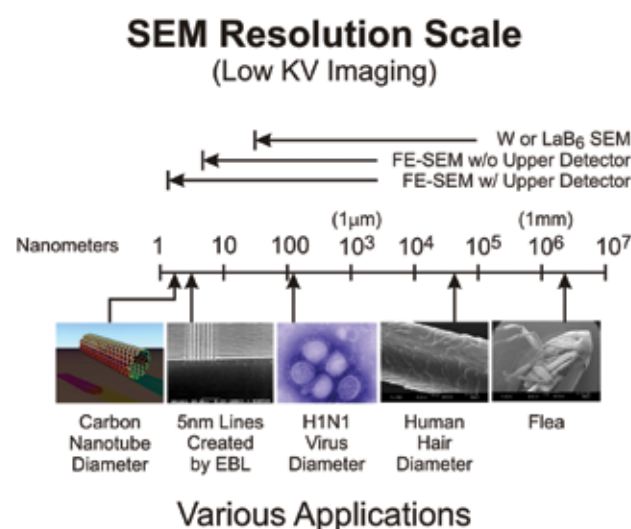 SEM Resolution Scale
(Low KV Imaging)
W or LaB₆ SEM
FE-SEM w/o Upper Detector
FE-SEM w/ Upper Detector
(1µm) (1mm)
Nanometers 1 10 100 10³ 10⁴ 10⁵ 10⁶ 10⁷
Carbon 5nm Lines H1N1 Human Flea
Nanotube Created Virus Hair
Diameter by EBL Diameter Diameter
Various Applications